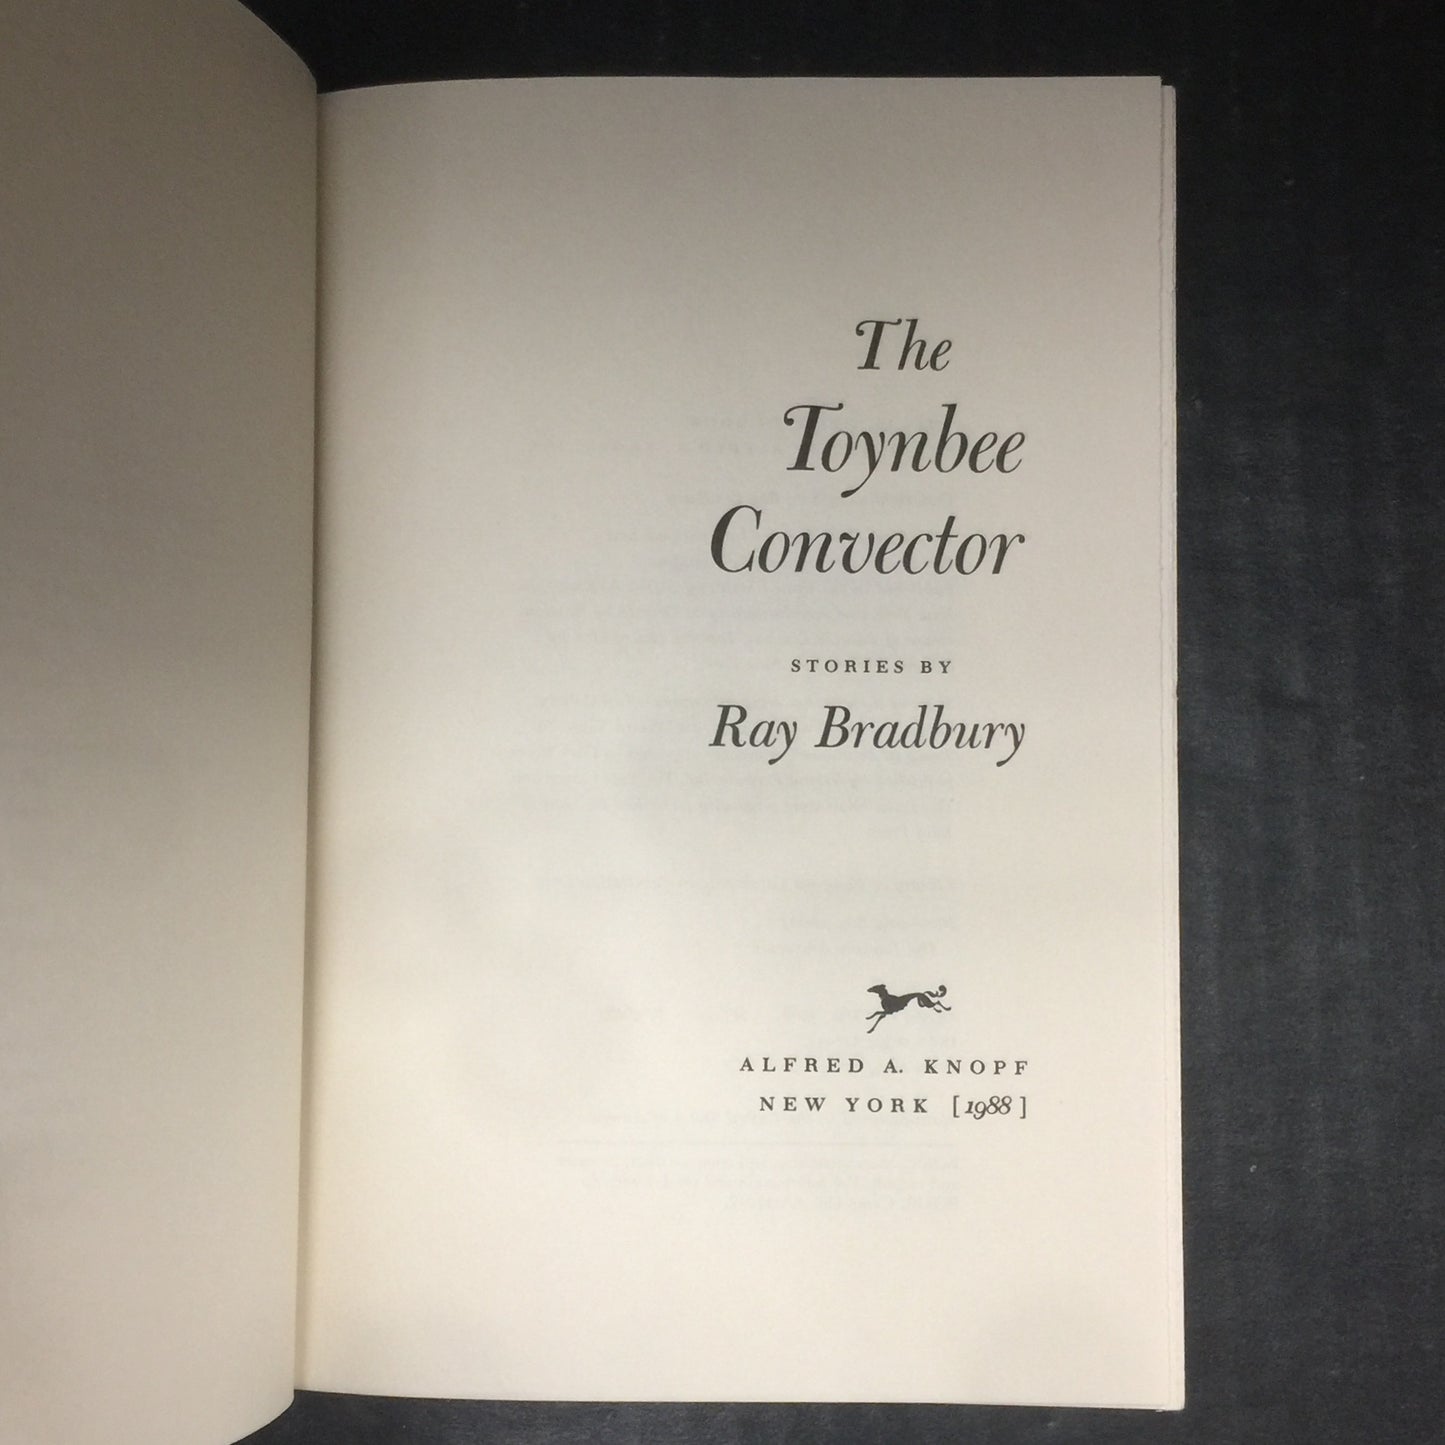 The
Toynbee
Convector
STORIES BY
Ray Bradbury
ALFRED A. KNOPF
NEW YORK [1988]